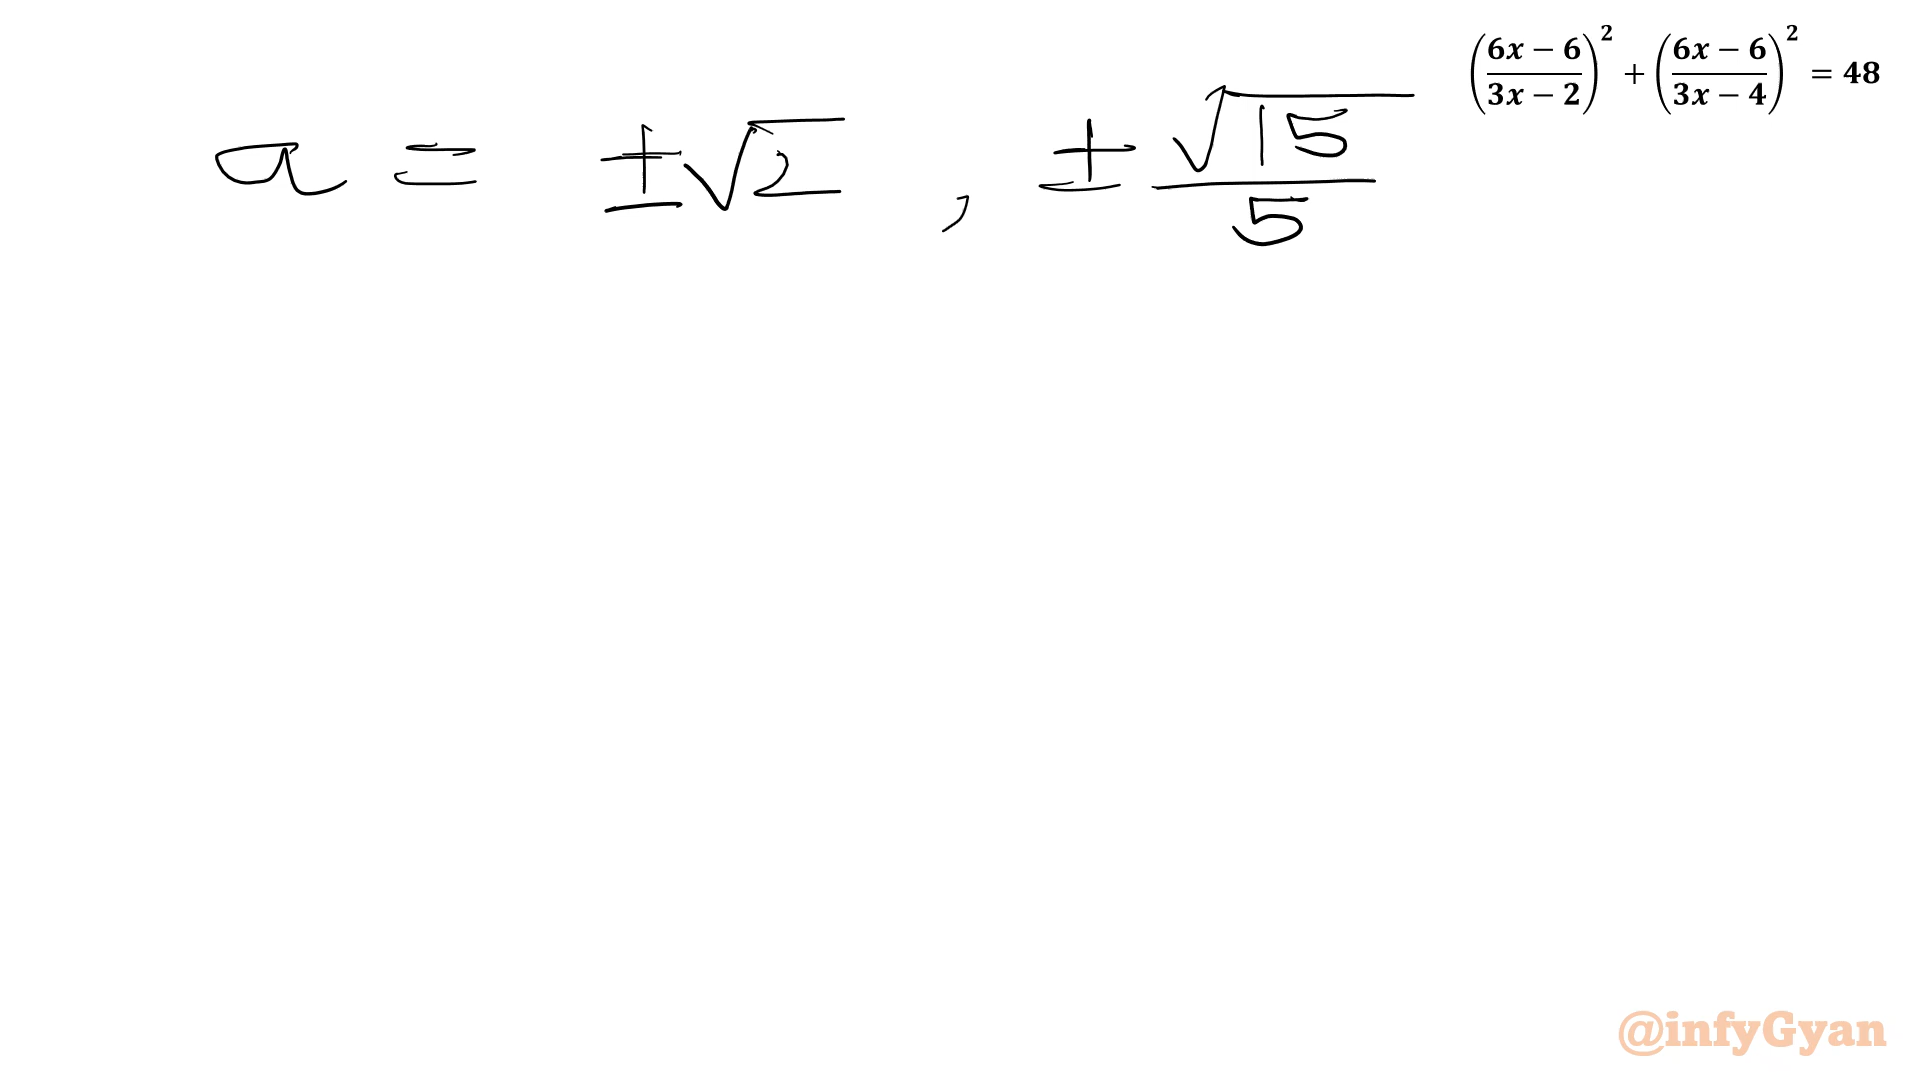 a = ±√2 , ±√15/5
((6x − 6)/(3x − 2))² + ((6x − 6)/(3x − 4))² = 48
@infyGyan